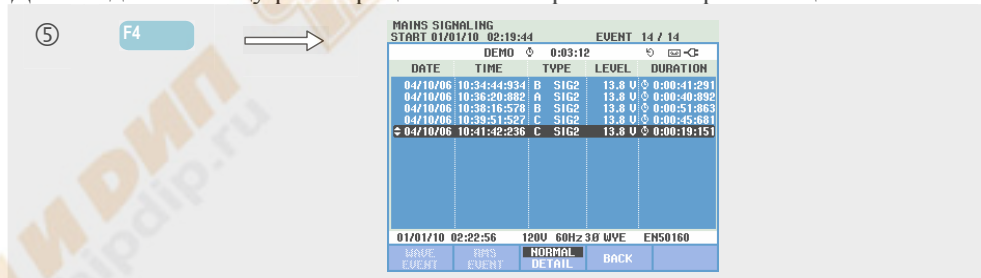 ⑤ F4
MAINS SIGNALING
START 01/01/10 02:19:44 EVENT 14 / 14
DEMO 0:03:12
DATE TIME TYPE LEVEL DURATION
04/10/06 10:34:44:934 B SIG2 13.8 V 0:00:41:291
04/10/06 10:36:20:882 A SIG2 13.8 V 0:00:40:892
04/10/06 10:38:16:578 B SIG2 13.8 V 0:00:51:863
04/10/06 10:39:51:527 C SIG2 13.8 V 0:00:45:681
04/10/06 10:41:42:236 C SIG2 13.8 V 0:00:19:151
01/01/10 02:22:56 120V 60Hz 3Ø WYE EN50160
WAVE EVENT RMS EVENT NORMAL DETAIL BACK
И ДИП
pdip.ru